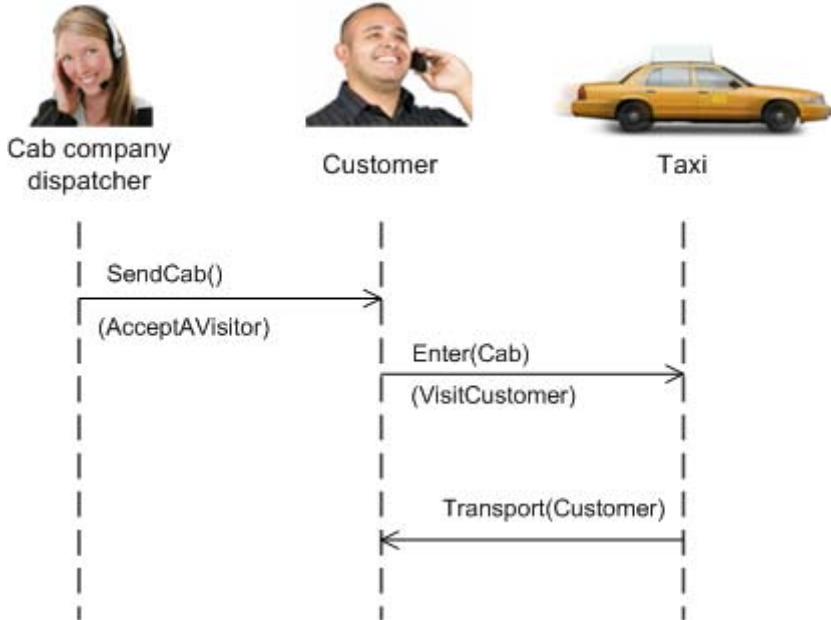 Cab company
dispatcher
Customer
Taxi
SendCab()
(AcceptAVisitor)
Enter(Cab)
(VisitCustomer)
Transport(Customer)